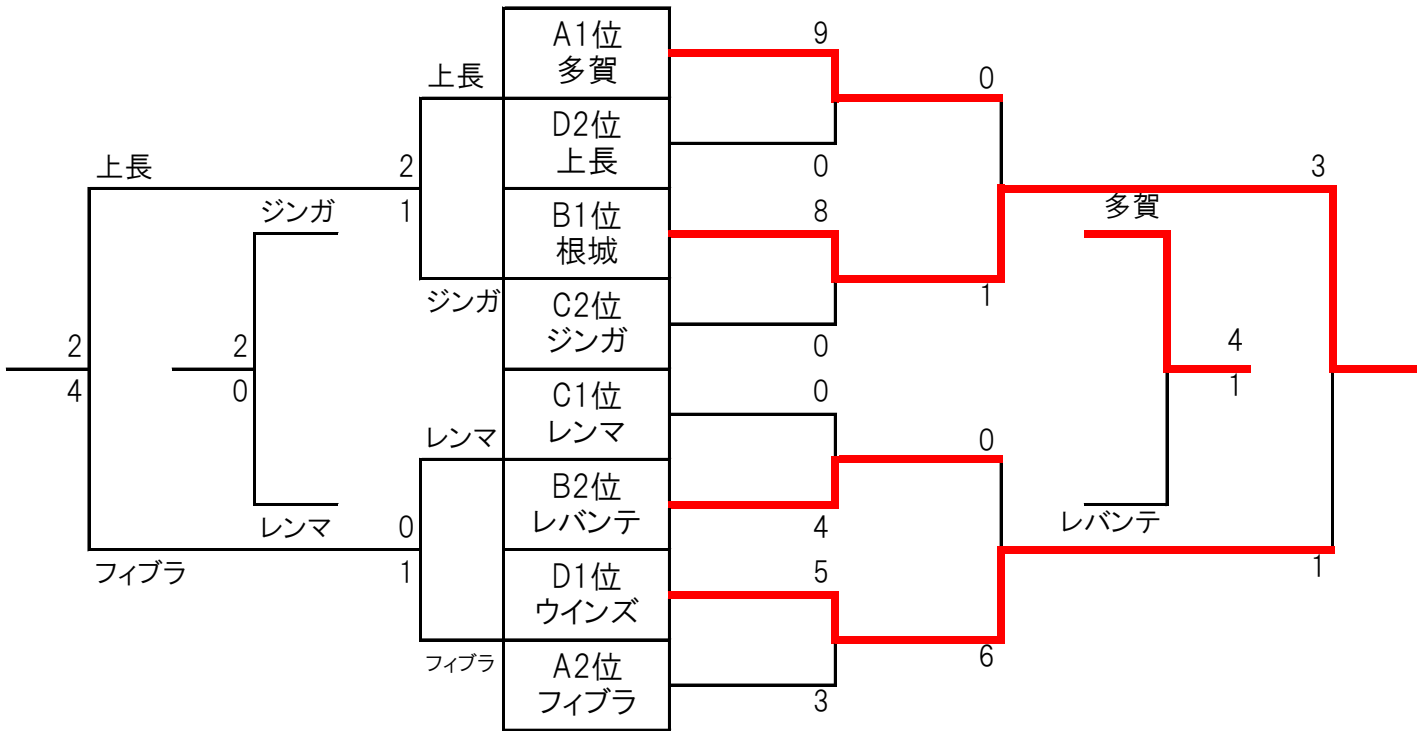 A1位
多賀
D2位
上長
B1位
根城
C2位
ジンガ
C1位
レンマ
B2位
レバンテ
D1位
ウインズ
A2位
フィブラ
上長
ジンガ
レンマ
フィブラ
2
1
0
1
上長
フィブラ
2
4
ジンガ
レンマ
2
0
9
0
8
0
0
4
5
3
0
1
0
6
3
1
多賀
レバンテ
4
1